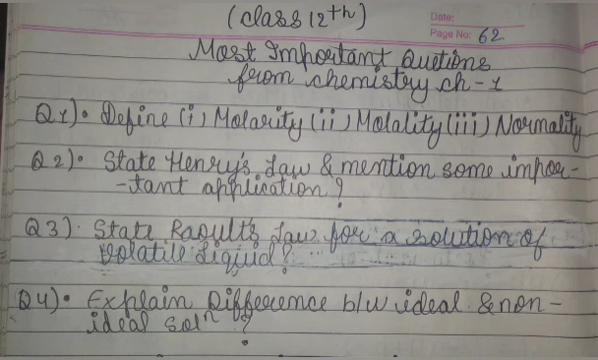 (class 12th)
Date:
Page No: 62
Most Important Quetions
from chemistry ch-1
Q1). Define (i) Molarity (ii) Molality (iii) Normality
Q2). State Henry's Law & mention some impor-
-tant application?
Q3). State Raoult's Law for a solution of
volatile liquid?
Q4). Explain Difference b/w ideal & non-
ideal solⁿ ?